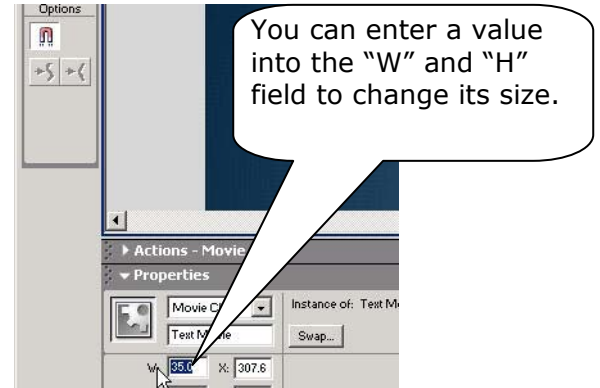 Options
You can enter a value
into the “W” and “H”
field to change its size.
Actions - Movie
Properties
Movie
Instance of: Text
Text
Swap...
W: 35.0 X: 307.6